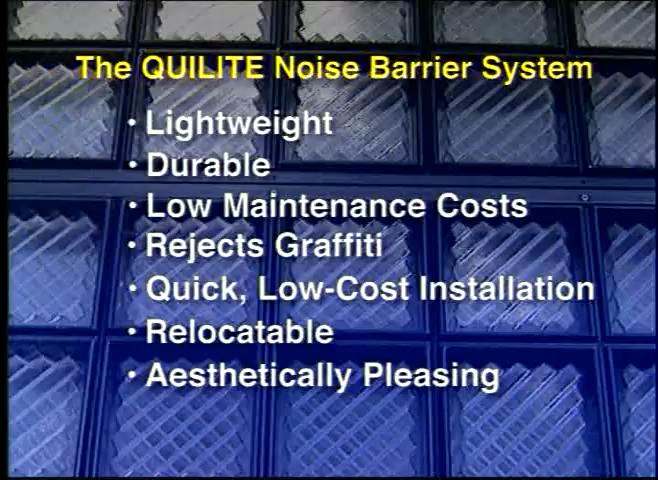 The QUILITE Noise Barrier System
• Lightweight
• Durable
• Low Maintenance Costs
• Rejects Graffiti
• Quick, Low-Cost Installation
• Relocatable
• Aesthetically Pleasing